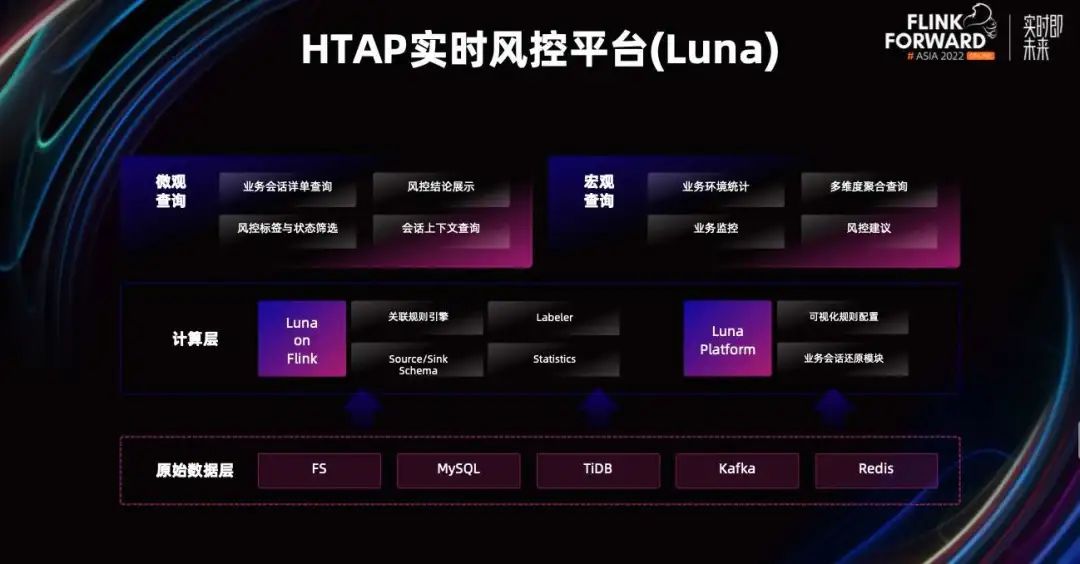 HTAP实时风控平台(Luna)
FLINK
FORWARD
# ASIA 2022 ONLINE
实时即
未来
微观
查询
业务会话详单查询
风控结论展示
风控标签与状态筛选
会话上下文查询
宏观
查询
业务环境统计
多维度聚合查询
业务监控
风控建议
计算层
Luna
on
Flink
关联规则引擎
Labeler
Source/Sink
Schema
Statistics
Luna
Platform
可视化规则配置
业务会话还原模块
原始数据层
FS
MySQL
TiDB
Kafka
Redis